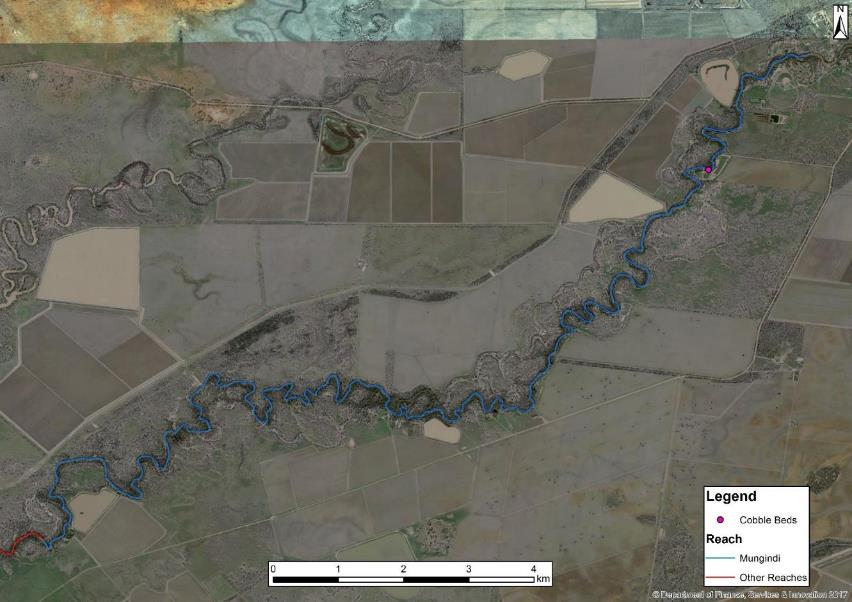 N
Legend
Cobble Beds
Reach
Mungindi
Other Reaches
0 1 2 3 4
km
© Department of Finance, Services & Innovation 2017